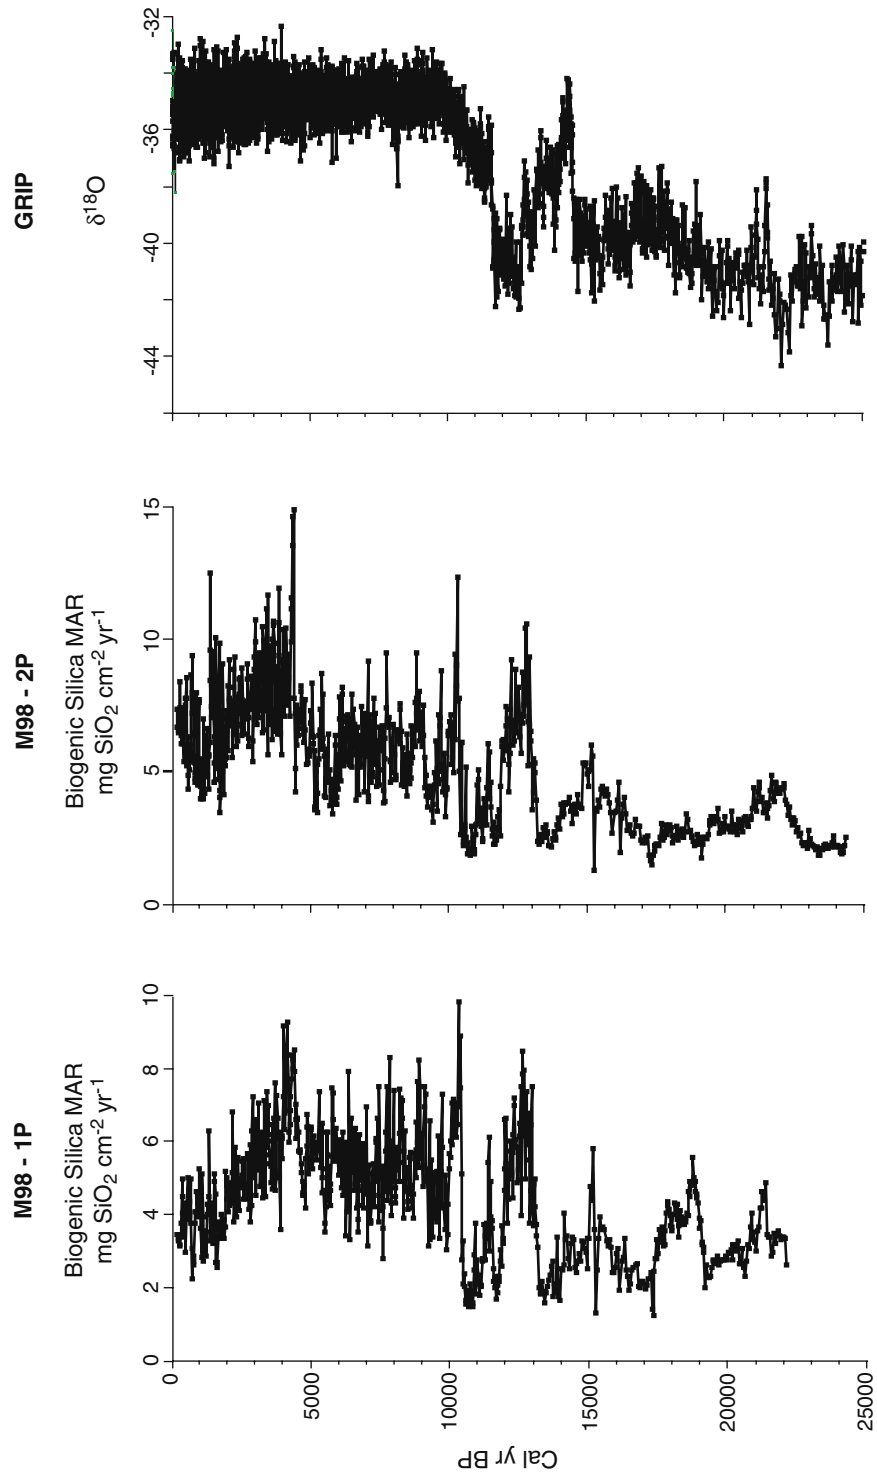 GRIP
δ18O
-32
-36
-40
-44
M98 - 2P
Biogenic Silica MAR
mg SiO2 cm-2 yr-1
0
5
10
15
M98 - 1P
Biogenic Silica MAR
mg SiO2 cm-2 yr-1
0
2
4
6
8
10
0
5000
10000
15000
20000
25000
Cal yr BP